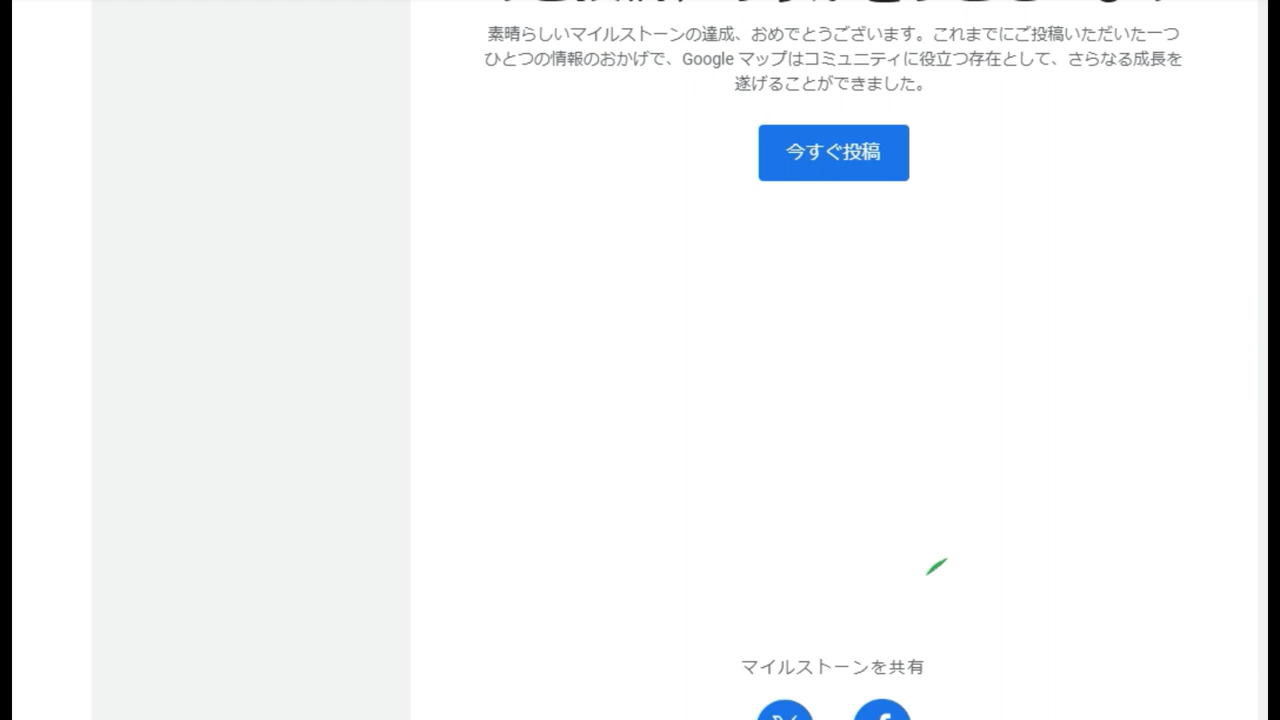 素晴らしいマイルストーンの達成、おめでとうございます。これまでにご投稿いただいた一つ
ひとつの情報のおかげで、Google マップはコミュニティに役立つ存在として、さらなる成長を
遂げることができました。
今すぐ投稿
マイルストーンを共有